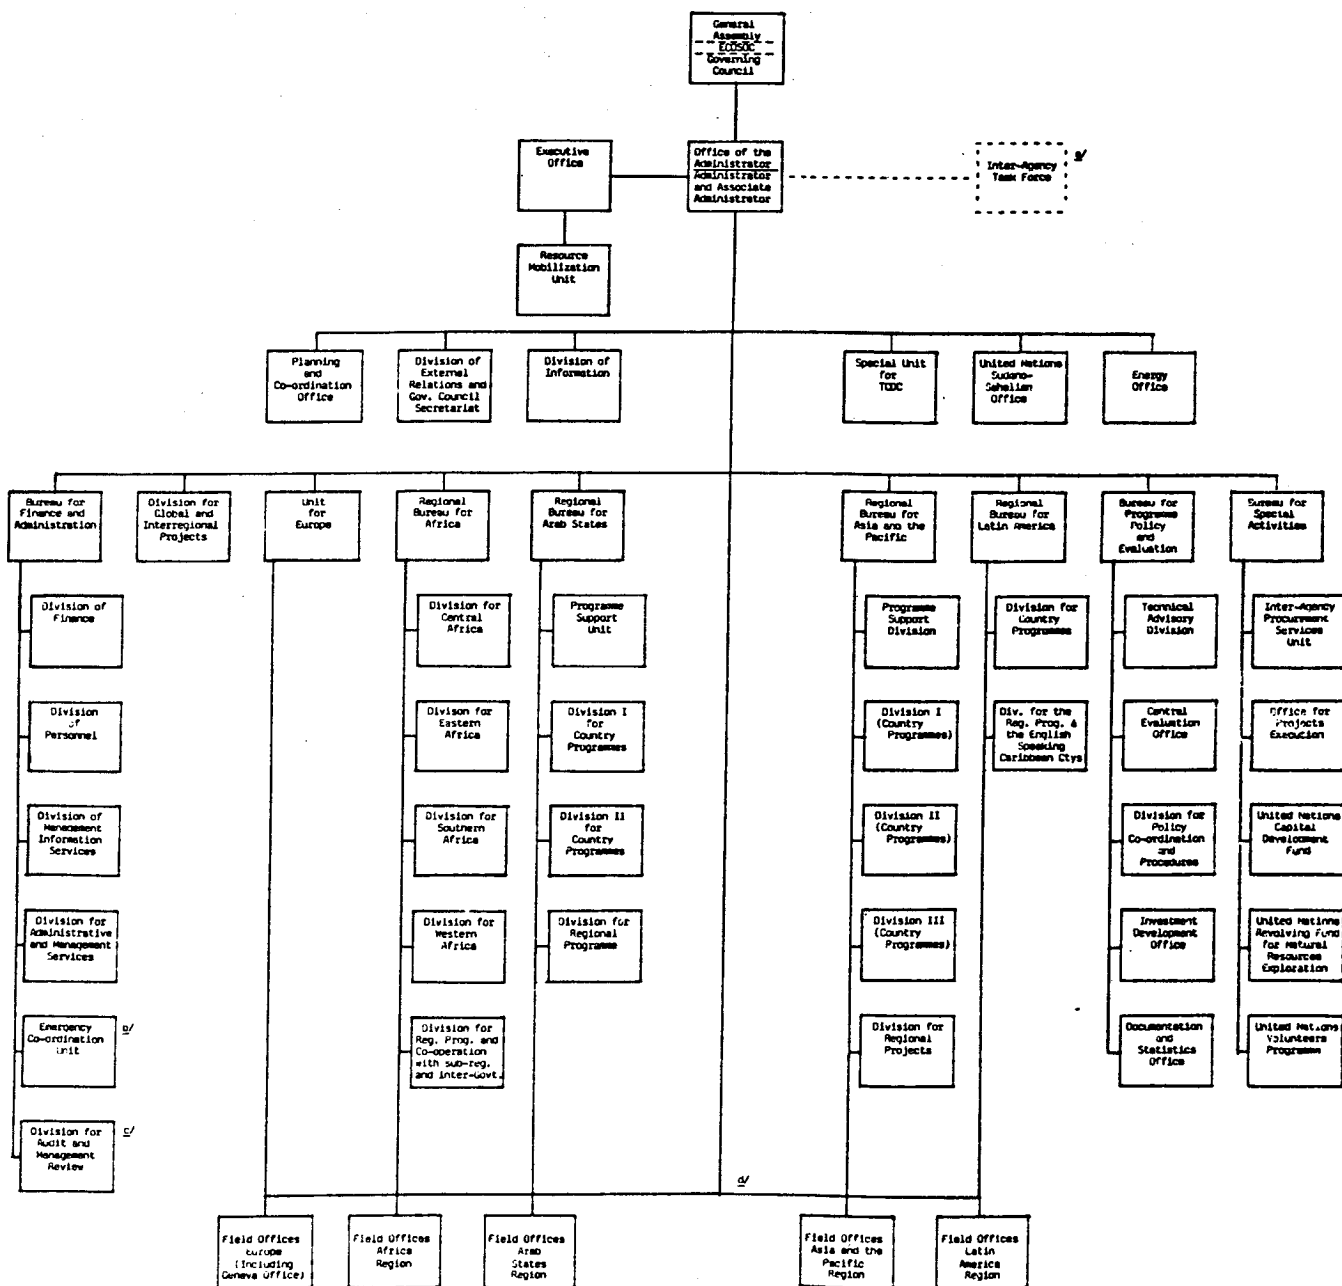 General
Assembly
ECOSOC
Governing
Council
Executive
Office
Office of the
Administrator
Administrator
and Associate
Administrator
Inter-Agency
Task Force
a/
Resource
Mobilization
Unit
Planning
and
Co-ordination
Office
Division of
External
Relations and
Gov. Council
Secretariat
Division of
Information
Special Unit
for
TCDC
United Nations
Sudano-
Sahelian
Office
Energy
Office
Bureau for
Finance and
Administration
Division for
Global and
Interregional
Projects
Unit
for
Europe
Regional
Bureau for
Africa
Regional
Bureau for
Arab States
Regional
Bureau for
Asia and the
Pacific
Regional
Bureau for
Latin America
Bureau for
Programme
Policy
and
Evaluation
Bureau for
Special
Activities
Division of
Finance
Division for
Central
Africa
Programme
Support
Unit
Programme
Support
Division
Division for
Country
Programmes
Technical
Advisory
Division
Inter-Agency
Procurement
Services
Unit
Division
of
Personnel
Divison for
Eastern
Africa
Division I
for
Country
Programmes
Division I
(Country
Programmes)
Div. for the
Reg. Prog. &
the English
Speaking
Caribbean Ctys
Central
Evaluation
Office
Office for
Projects
Execution
Division of
Management
Information
Services
Division for
Southern
Africa
Division II
for
Country
Programmes
Division II
(Country
Programmes)
Division for
Policy
Co-ordination
and
Procedures
United Nations
Capital
Development
Fund
Division for
Administrative
and Management
Services
Division for
Western
Africa
Division for
Regional
Programme
Division III
(Country
Programmes)
Investment
Development
Office
United Nations
Revolving Fund
for Natural
Resources
Exploration
Emergency
Co-ordination
Unit
b/
Division for
Reg. Prog. and
Co-operation
with sub-reg.
and Inter-Govt.
Division for
Regional
Projects
Documentation
and
Statistics
Office
United Nations
Volunteers
Programme
Division for
Audit and
Management
Review
c/
d/
Field Offices
Europe
(Including
Geneva Office)
Field Offices
Africa
Region
Field Offices
Arab
States
Region
Field Offices
Asia and the
Pacific
Region
Field Offices
Latin
America
Region